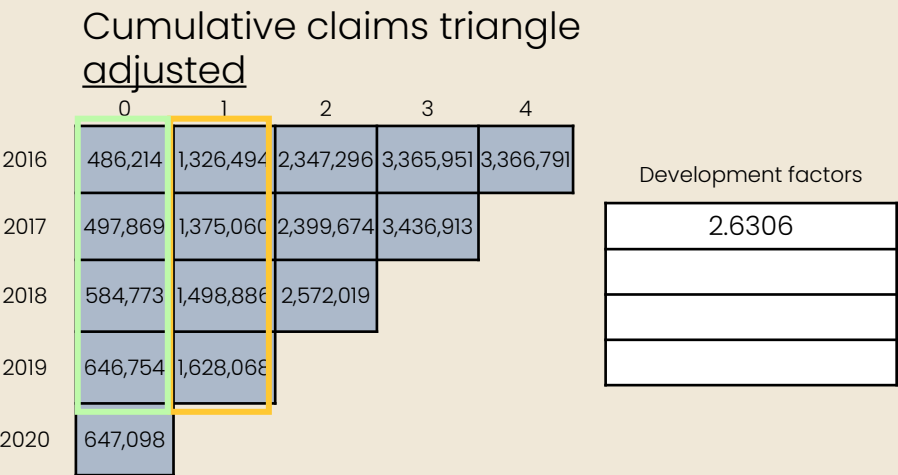 Cumulative claims triangle
adjusted
0 1 2 3 4
2016 486,214 1,326,494 2,347,296 3,365,951 3,366,791
Development factors
2017 497,869 1,375,060 2,399,674 3,436,913
2.6306
2018 584,773 1,498,886 2,572,019
2019 646,754 1,628,068
2020 647,098